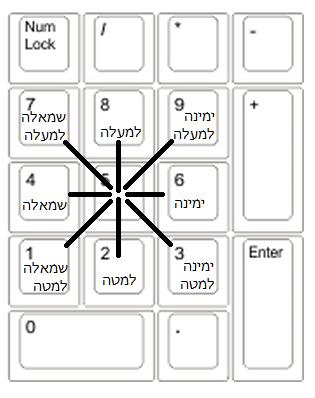 Num
Lock
/
*
-
7
שמאלה
למעלה
8
למעלה
9
ימינה
למעלה
+
4
שמאלה
5
6
ימינה
1
שמאלה
למטה
2
למטה
3
ימינה
למטה
Enter
0
.